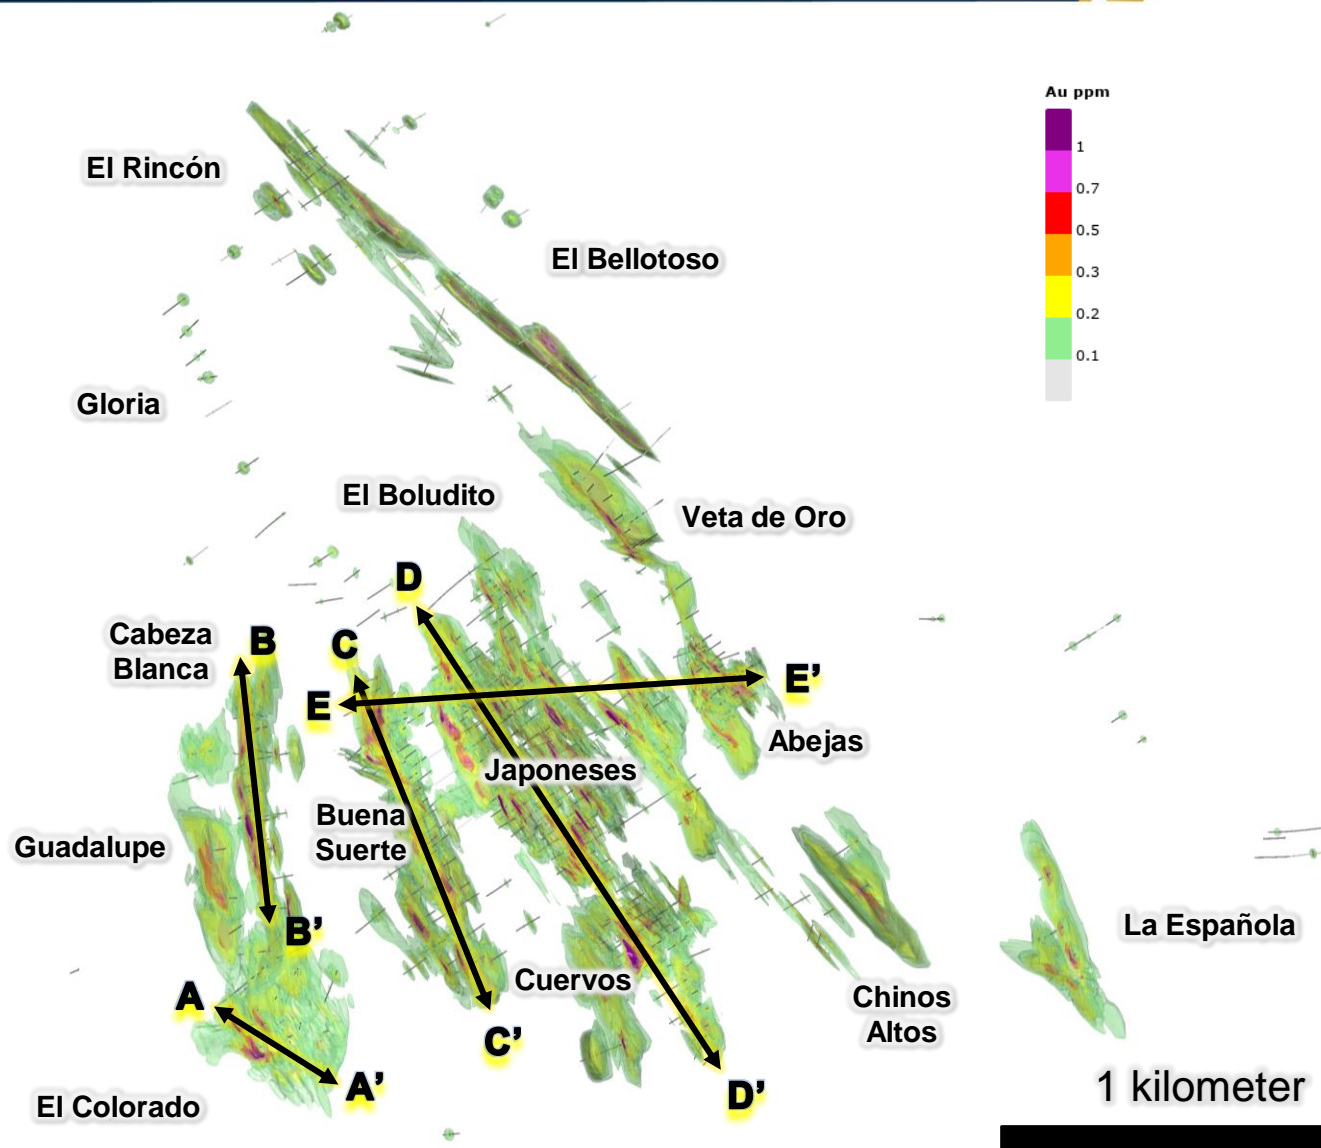 Au ppm
1
0.7
0.5
0.3
0.2
0.1
El Rincón
El Bellotoso
Gloria
El Boludito
Veta de Oro
D
Cabeza
Blanca
B
C
E
E’
Abejas
Japoneses
Buena
Suerte
Guadalupe
B’
La Española
Cuervos
A
Chinos
Altos
C’
A’
D’
El Colorado
1 kilometer